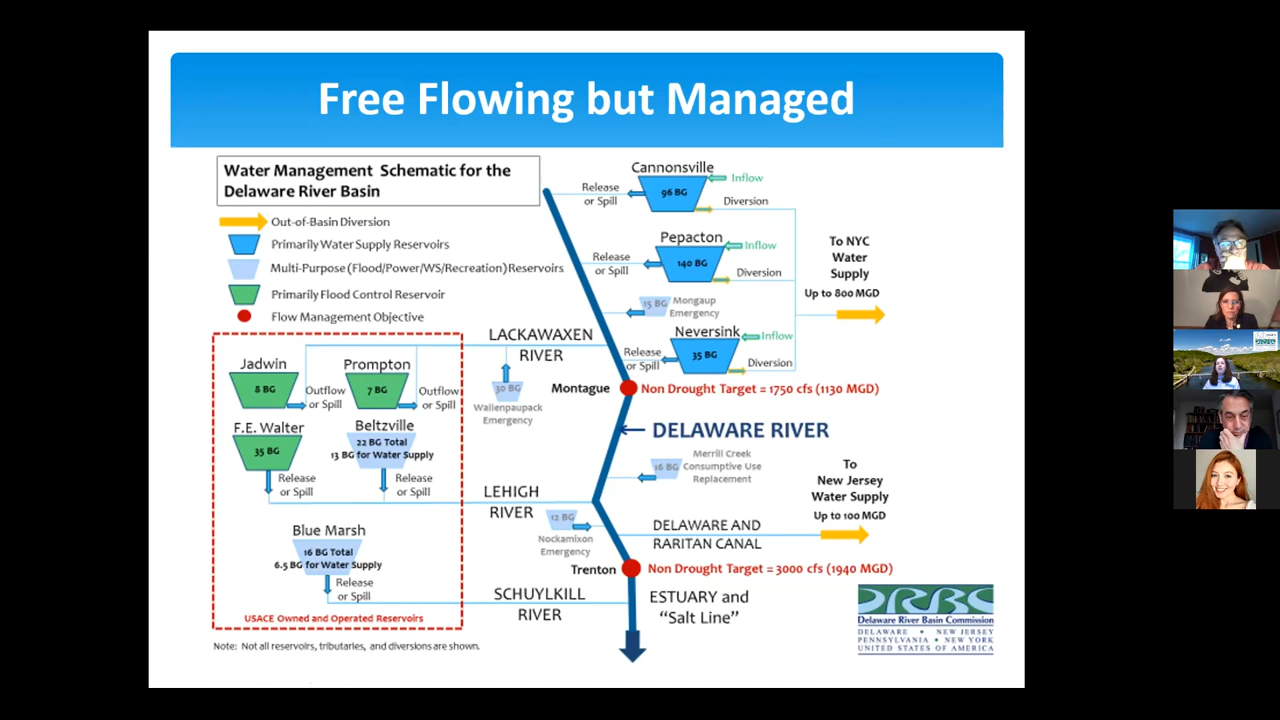 Free Flowing but Managed
Water Management Schematic for the
Delaware River Basin
Out-of-Basin Diversion
Primarily Water Supply Reservoirs
Multi-Purpose (Flood/Power/WS/Recreation) Reservoirs
Primarily Flood Control Reservoir
Flow Management Objective
Cannonsville
96 BG
Inflow
Release
or Spill
Diversion
Pepacton
140 BG
Inflow
Release
or Spill
Diversion
To NYC
Water
Supply
Up to 800 MGD
15 BG
Mongaup
Emergency
Neversink
35 BG
Inflow
Release
or Spill
Diversion
LACKAWAXEN
RIVER
Jadwin
8 BG
Outflow
or Spill
Prompton
7 BG
Outflow
or Spill
30 BG
Wallenpaupack
Emergency
Montague
Non Drought Target = 1750 cfs (1130 MGD)
F.E. Walter
35 BG
Release
or Spill
Beltzville
22 BG Total
13 BG for Water Supply
Release
or Spill
DELAWARE RIVER
16 BG
Merrill Creek
Consumptive Use
Replacement
To
New Jersey
Water Supply
Up to 100 MGD
LEHIGH
RIVER
12 BG
Nockamixon
Emergency
DELAWARE AND
RARITAN CANAL
Blue Marsh
16 BG Total
6.5 BG for Water Supply
Release
or Spill
Trenton
Non Drought Target = 3000 cfs (1940 MGD)
SCHUYLKILL
RIVER
ESTUARY and
“Salt Line”
USACE Owned and Operated Reservoirs
Note: Not all reservoirs, tributaries, and diversions are shown.
DRBC
Delaware River Basin Commission
DELAWARE • NEW JERSEY
PENNSYLVANIA • NEW YORK
UNITED STATES OF AMERICA